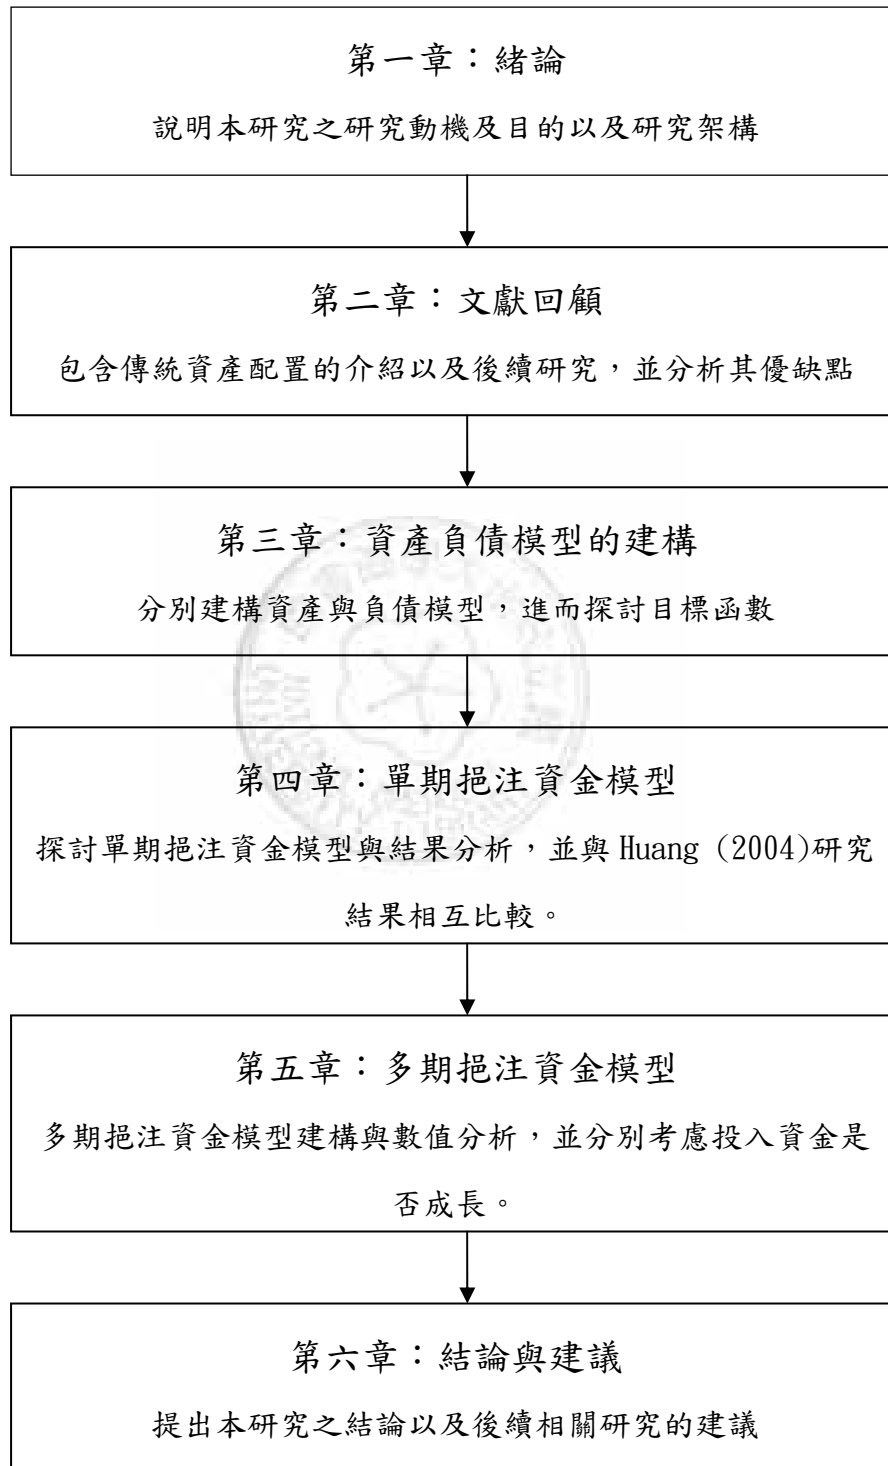 第一章：緒論
說明本研究之研究動機及目的以及研究架構
第二章：文獻回顧
包含傳統資產配置的介紹以及後續研究，並分析其優缺點
第三章：資產負債模型的建構
分別建構資產與負債模型，進而探討目標函數
第四章：單期挹注資金模型
探討單期挹注資金模型與結果分析，並與 Huang (2004)研究
結果相互比較。
第五章：多期挹注資金模型
多期挹注資金模型建構與數值分析，並分別考慮投入資金是
否成長。
第六章：結論與建議
提出本研究之結論以及後續相關研究的建議